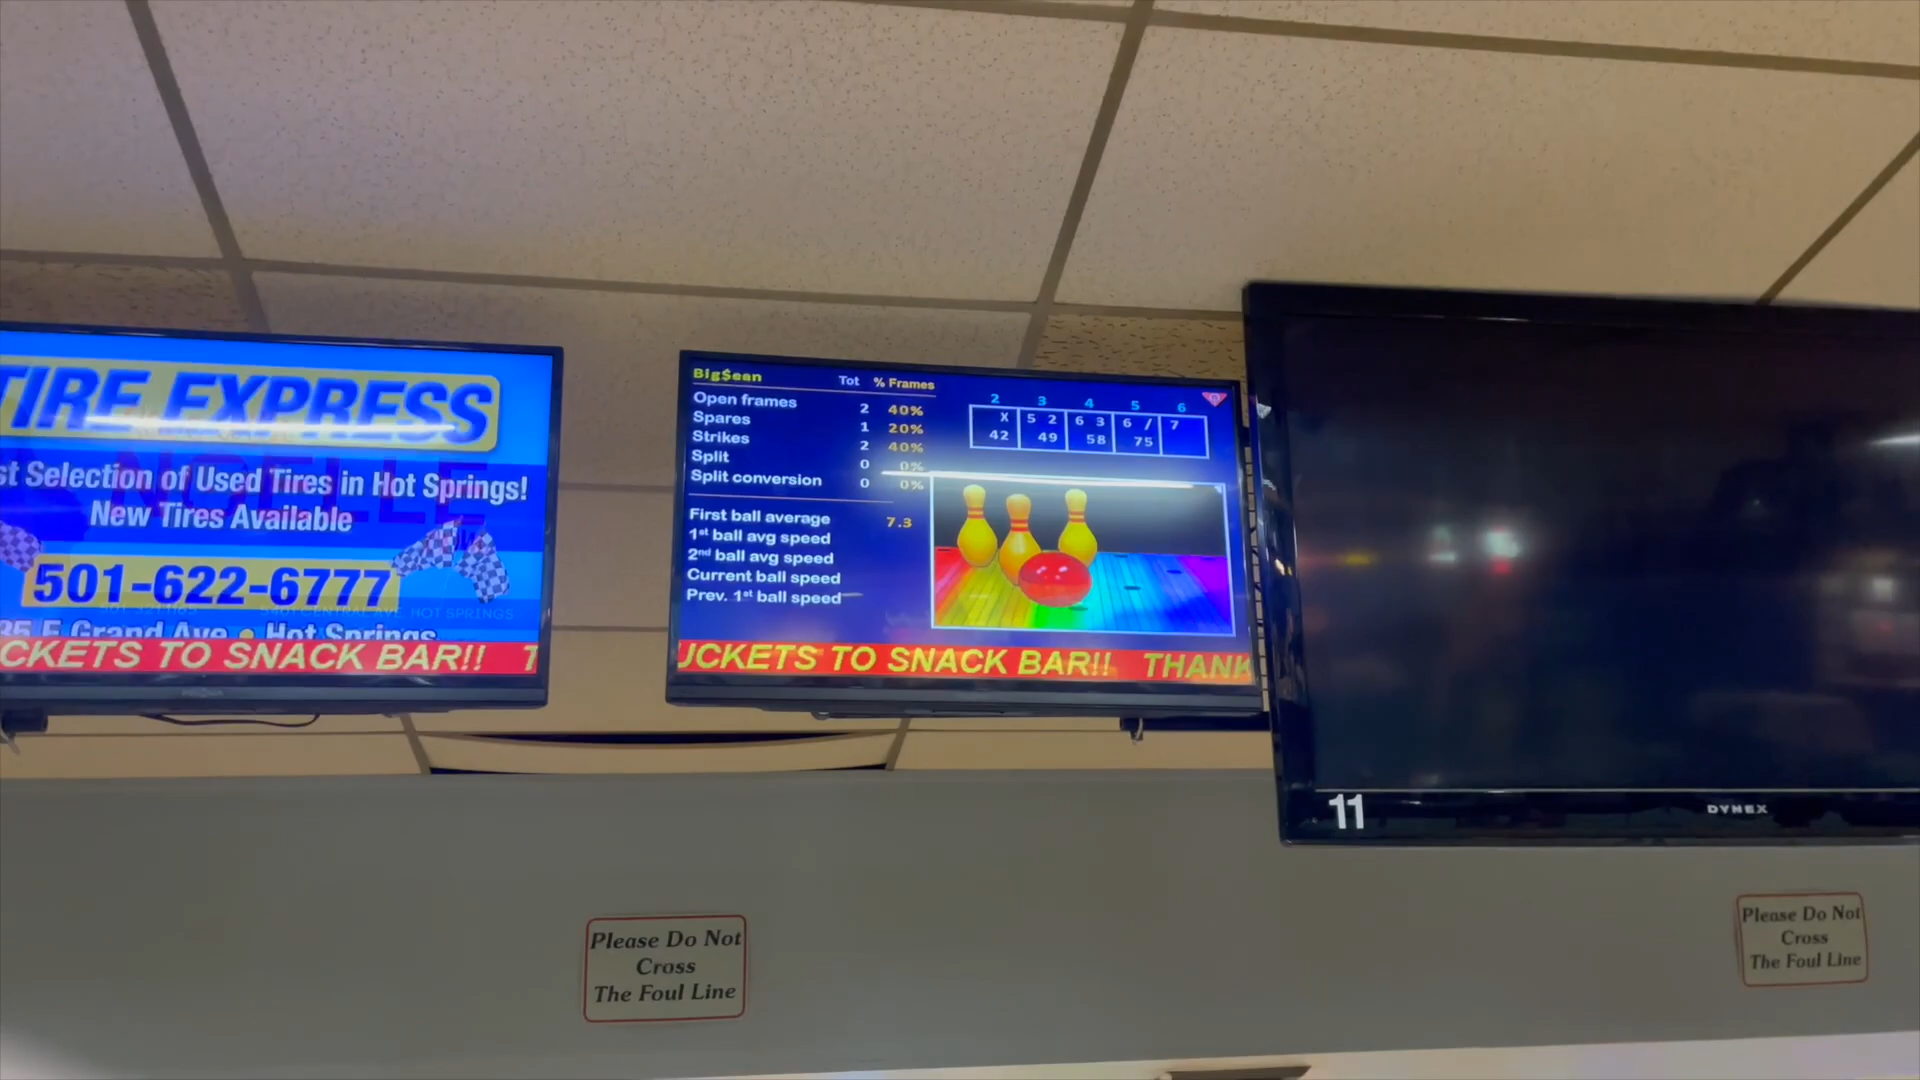 TIRE EXPRESS
st Selection of Used Tires in Hot Springs!
New Tires Available
501-622-6777
35 E Grand Ave • Hot Springs
CKETS TO SNACK BAR!! T
Big$ean Tot % Frames
Open frames 2 40%
Spares 1 20%
Strikes 2 40%
Split 0 0%
Split conversion 0 0%
First ball average 7.3
1st ball avg speed
2nd ball avg speed
Current ball speed
Prev. 1st ball speed
2 3 4 5 6
X 5 2 6 3 6 / 7
42 49 58 75
UCKETS TO SNACK BAR!! THANK
11
DYNEX
Please Do Not
Cross
The Foul Line
Please Do Not
Cross
The Foul Line